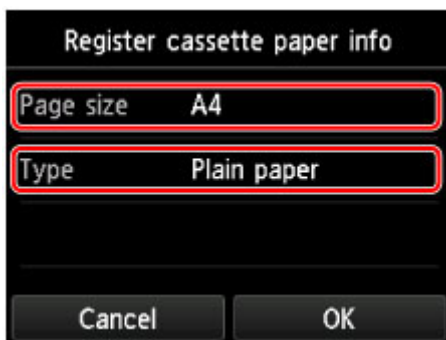 Register cassette paper info
Page size A4
Type Plain paper
Cancel OK